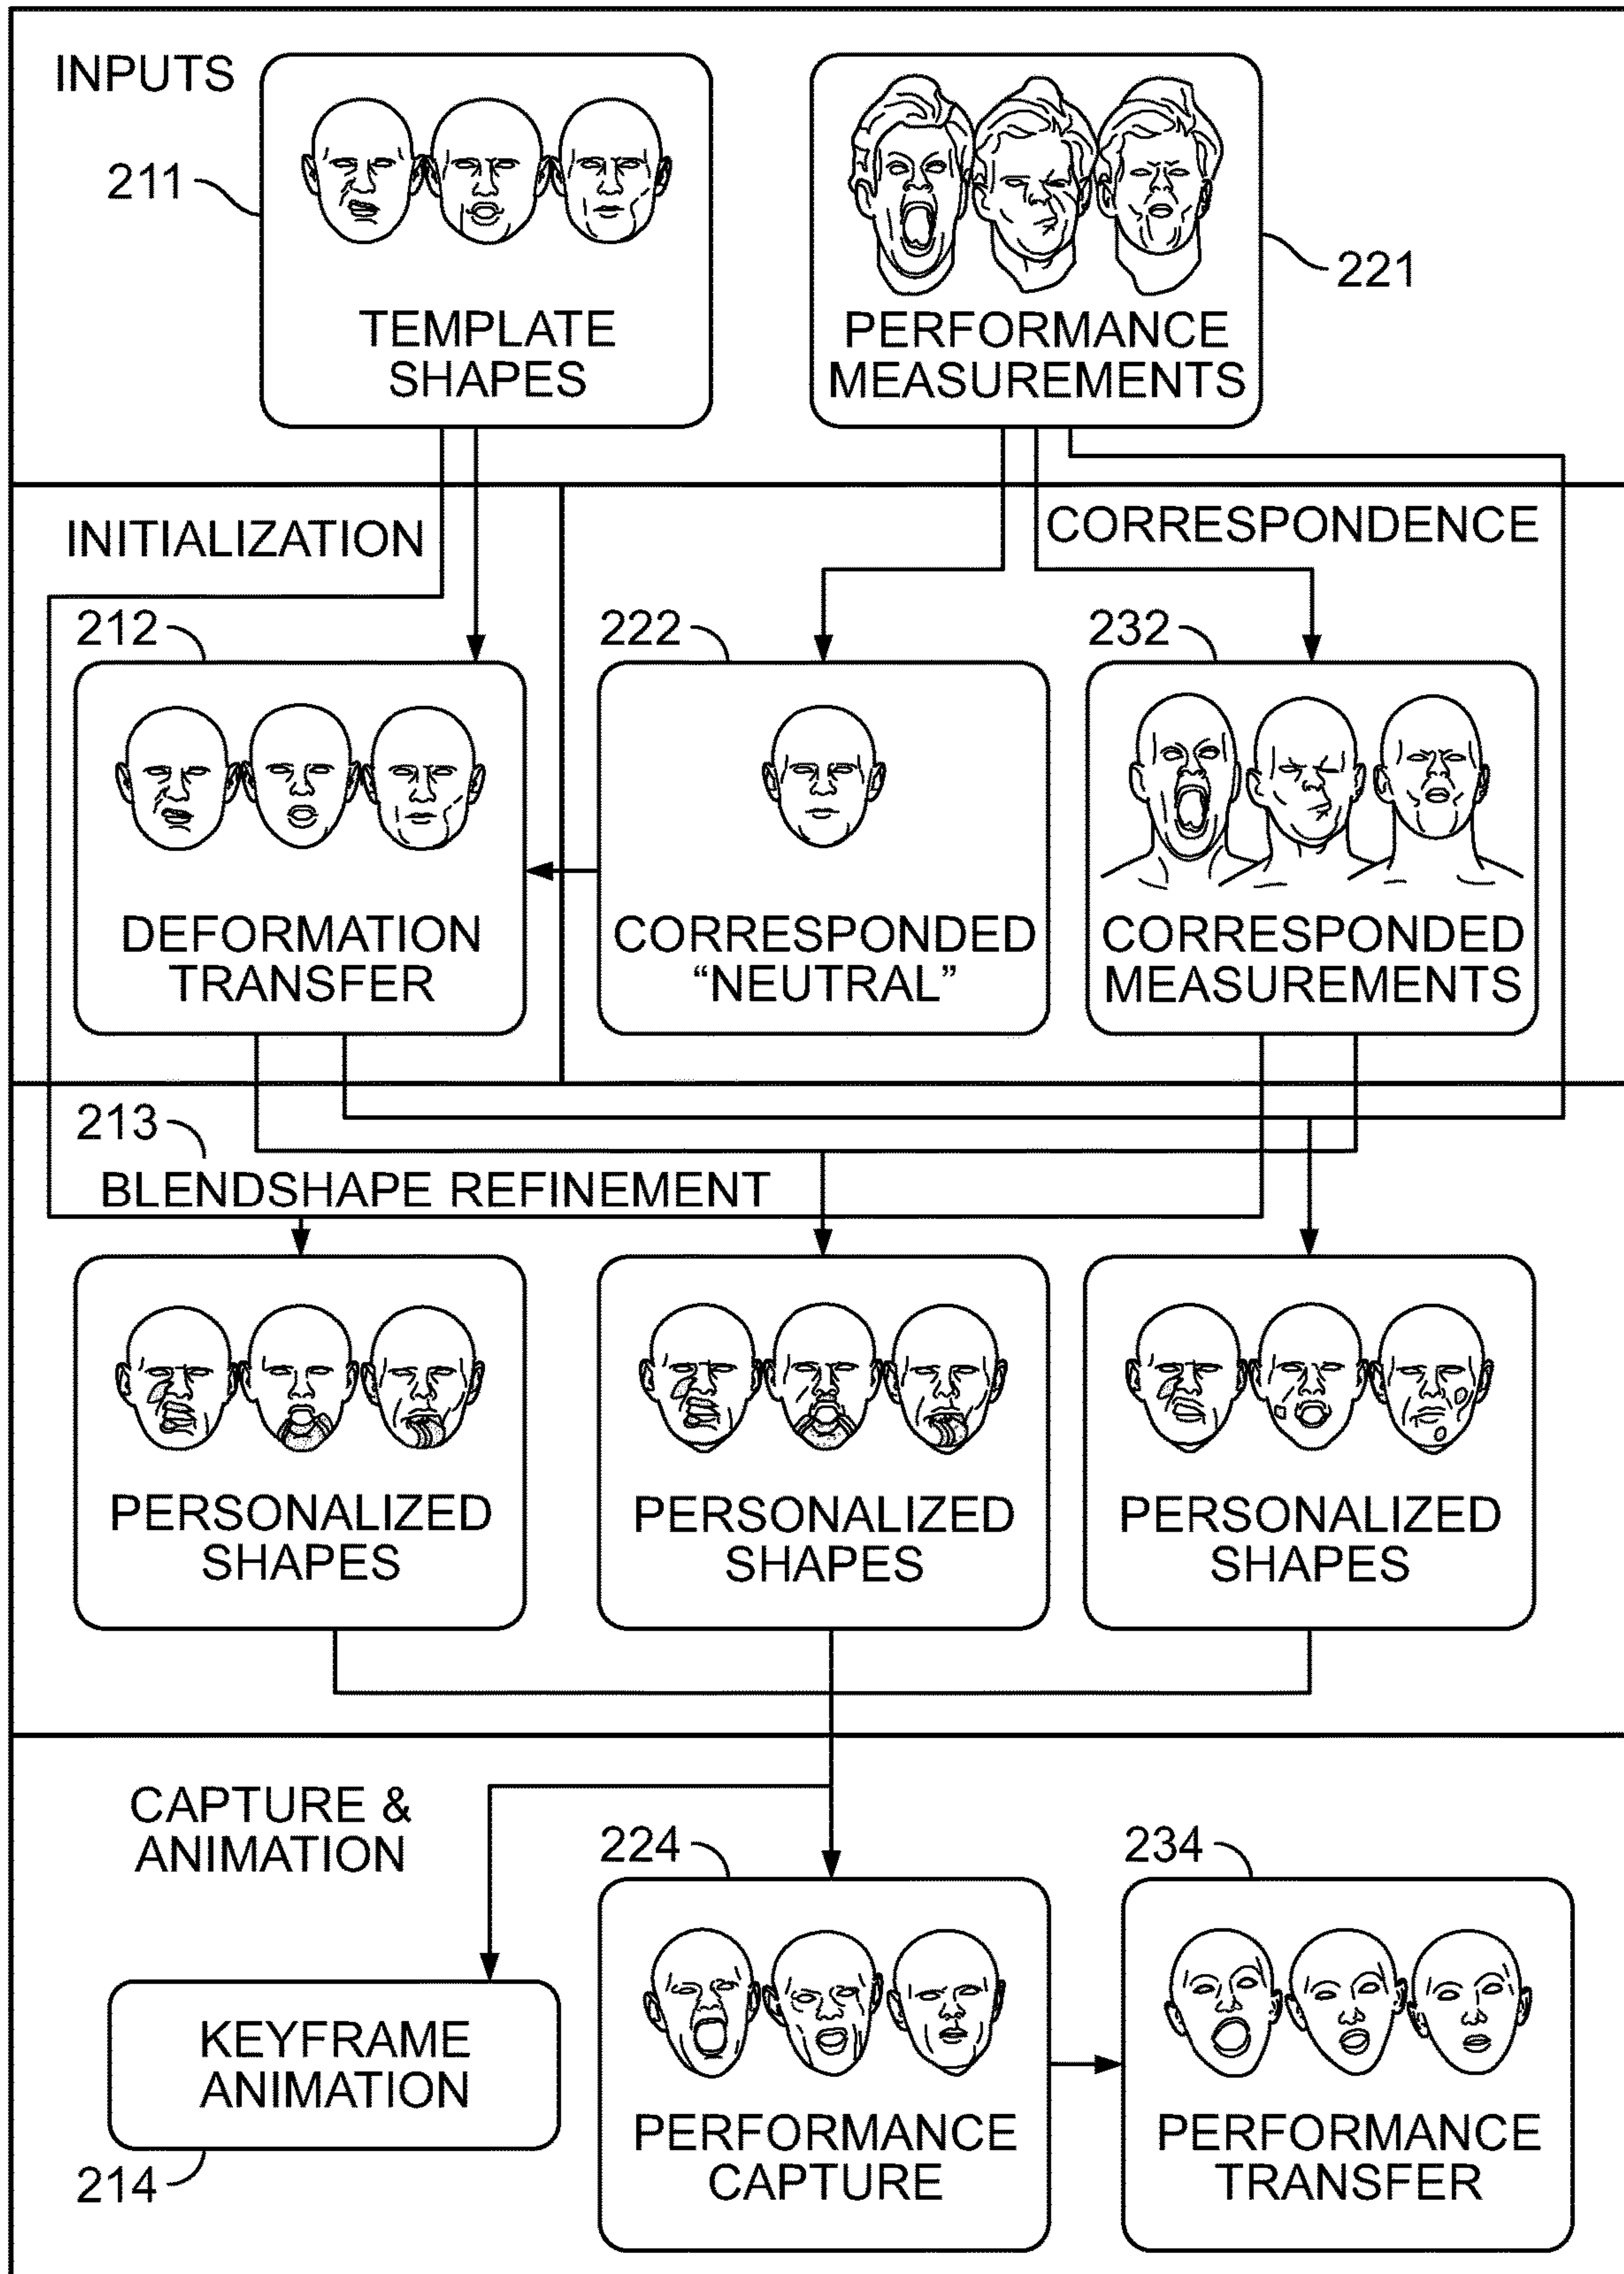 INPUTS
211
TEMPLATE
SHAPES
PERFORMANCE
MEASUREMENTS
221
INITIALIZATION
CORRESPONDENCE
212
DEFORMATION
TRANSFER
222
CORRESPONDED
“NEUTRAL”
232
CORRESPONDED
MEASUREMENTS
213
BLENDSHAPE REFINEMENT
PERSONALIZED
SHAPES
PERSONALIZED
SHAPES
PERSONALIZED
SHAPES
CAPTURE &
ANIMATION
KEYFRAME
ANIMATION
214
224
PERFORMANCE
CAPTURE
234
PERFORMANCE
TRANSFER